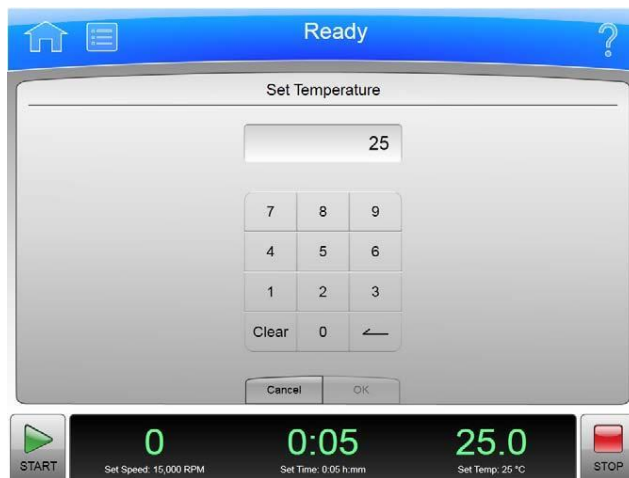 Ready
Set Temperature
25
7 8 9
4 5 6
1 2 3
Clear 0
Cancel OK
0 0:05 25.0
START Set Speed: 15,000 RPM Set Time: 0:05 h:mm Set Temp: 25 °C STOP